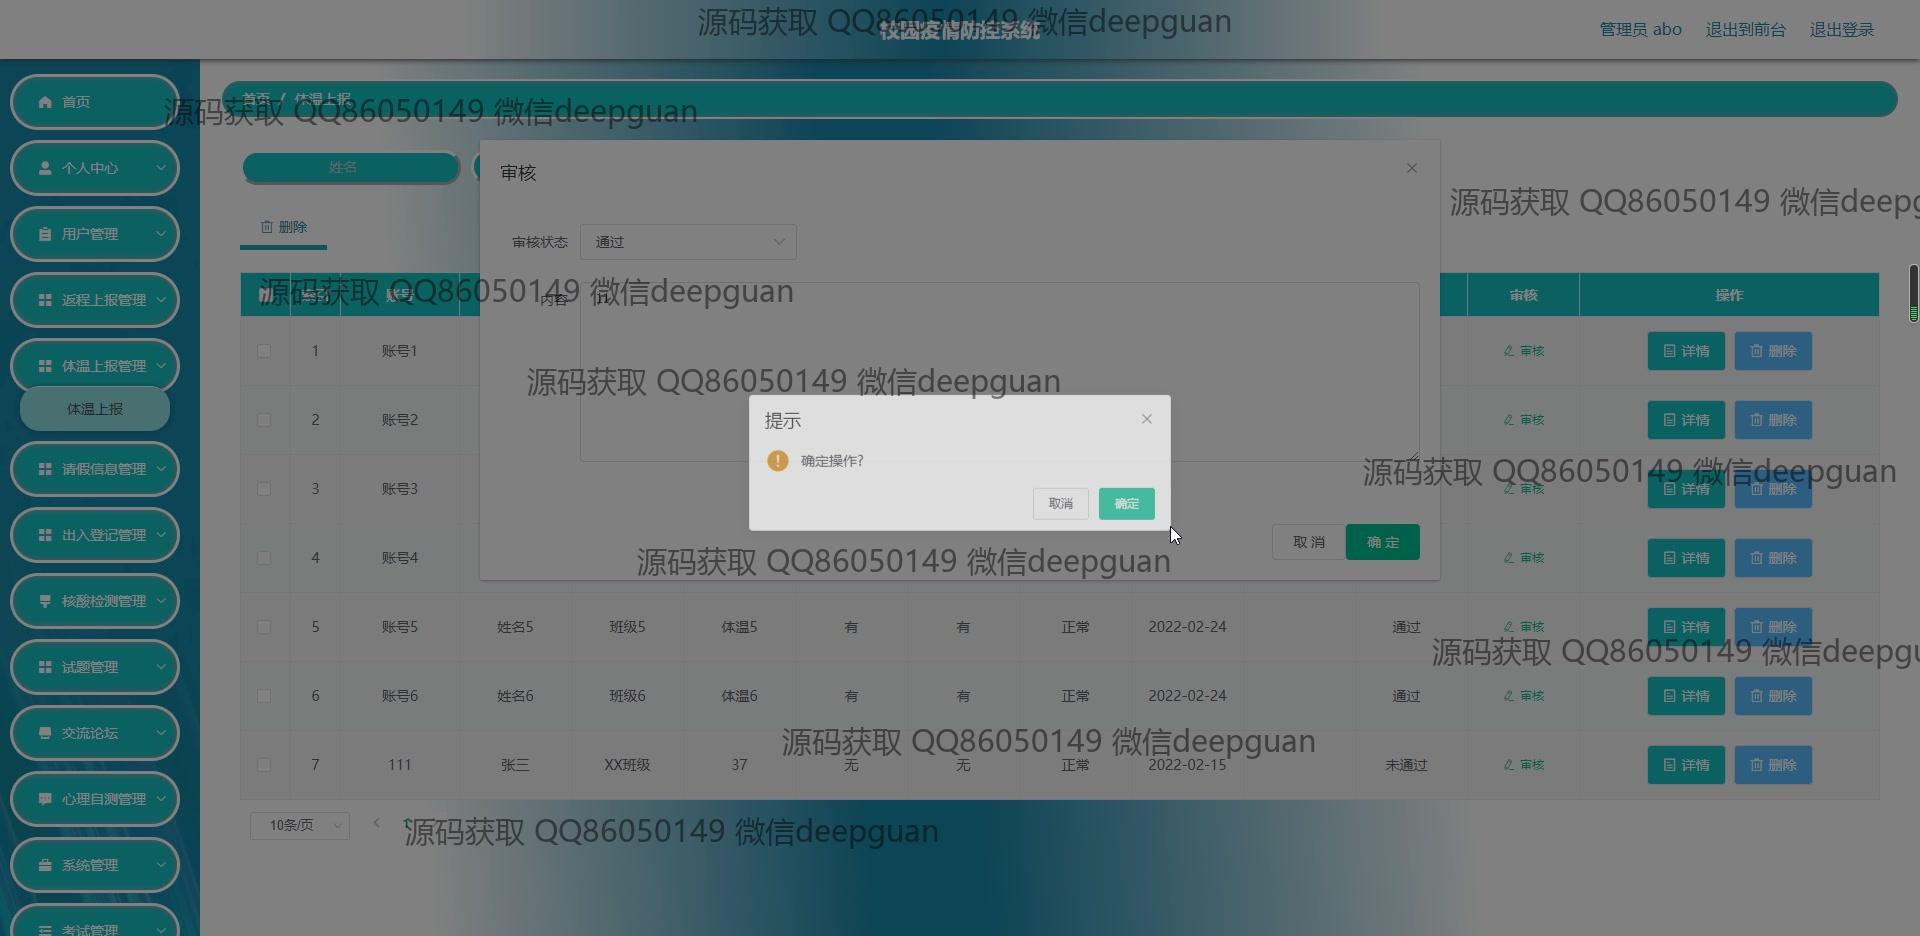 源码获取 QQ86050149 微信deepguan
校园疫情防控系统
管理员 abo 退出到前台 退出登录
首页
首页 / 体温上报
源码获取 QQ86050149 微信deepguan
个人中心
姓名
审核
源码获取 QQ86050149 微信deepg
用户管理
删除
审核状态 通过
返程上报管理
索引 账号 审核 操作
源码获取 QQ86050149 微信deepguan
内容
体温上报管理
1 账号1 审核 详情 删除
源码获取 QQ86050149 微信deepguan
体温上报
2 账号2 审核 详情 删除
提示
确定操作?
取消 确定
请假信息管理
源码获取 QQ86050149 微信deepguan
3 账号3 审核 详情 删除
出入登记管理
取消 确定
4 账号4 审核 详情 删除
源码获取 QQ86050149 微信deepguan
核酸检测管理
5 账号5 姓名5 班级5 体温5 有 有 正常 2022-02-24 通过 审核 详情 删除
源码获取 QQ86050149 微信deepgu
试题管理
6 账号6 姓名6 班级6 体温6 有 有 正常 2022-02-24 通过 审核 详情 删除
交流论坛
源码获取 QQ86050149 微信deepguan
7 111 张三 XX班级 37 无 无 正常 2022-02-15 未通过 审核 详情 删除
心理自测管理
10条/页
源码获取 QQ86050149 微信deepguan
系统管理
考试管理